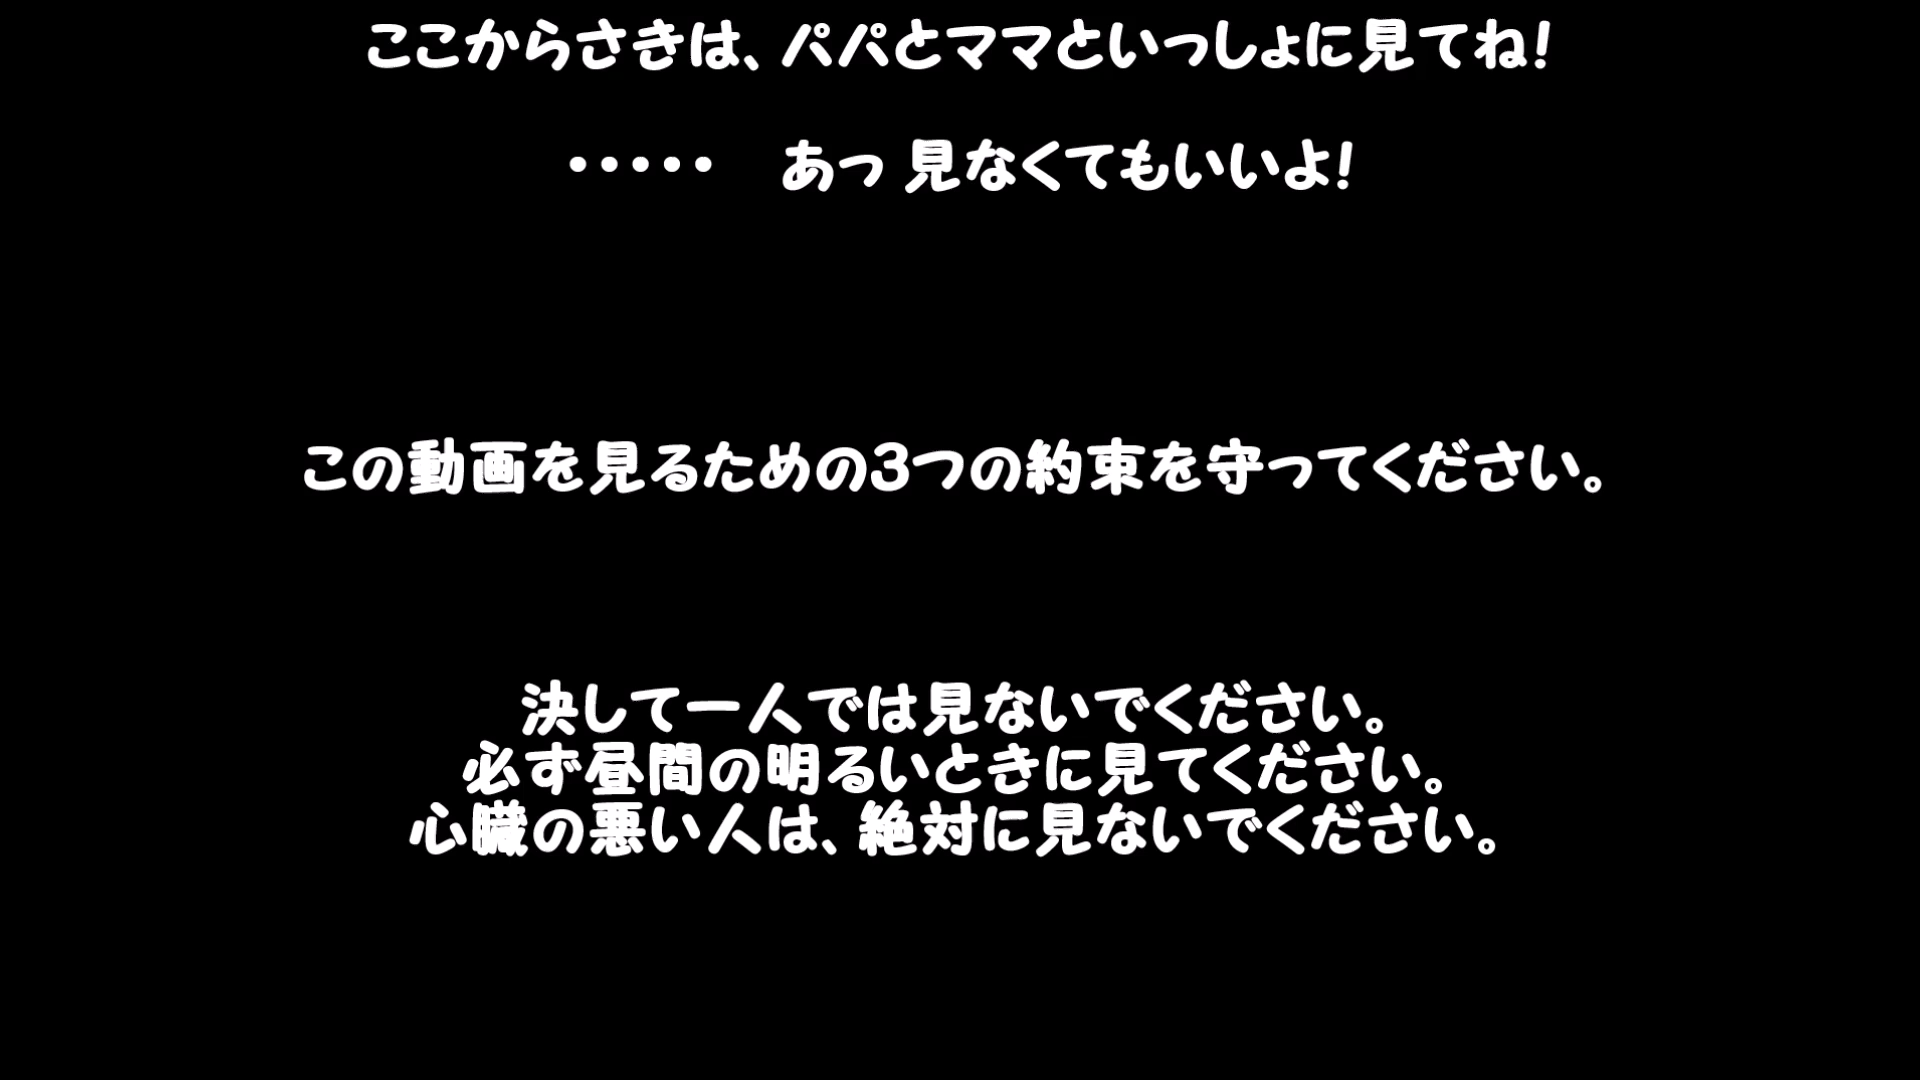 ここからさきは、パパとママといっしょに見てね!
・・・・・　あっ 見なくてもいいよ!
この動画を見るための3つの約束を守ってください。
決して一人では見ないでください。
必ず昼間の明るいときに見てください。
心臓の悪い人は、絶対に見ないでください。